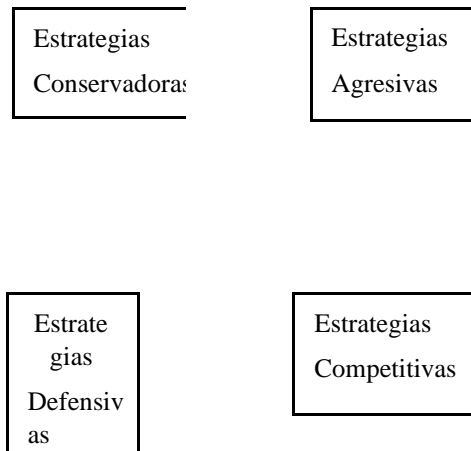 Estrategias
Conservadoras
Estrategias
Agresivas
Estrate
gias
Defensiv
as
Estrategias
Competitivas